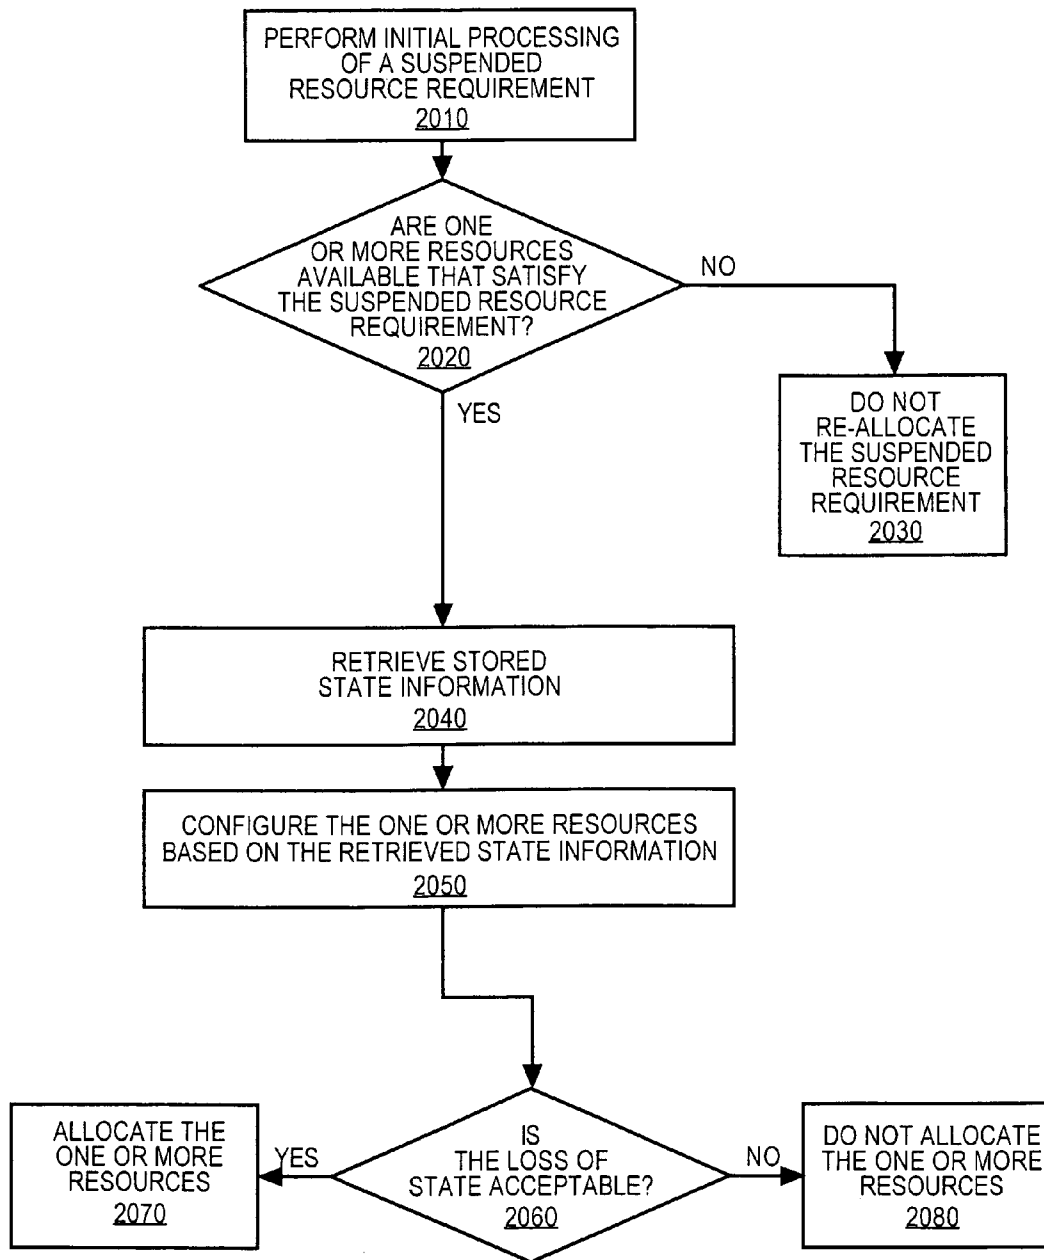 PERFORM INITIAL PROCESSING
OF A SUSPENDED
RESOURCE REQUIREMENT
2010
ARE ONE
OR MORE RESOURCES
AVAILABLE THAT SATISFY
THE SUSPENDED RESOURCE
REQUIREMENT?
2020
NO
YES
DO NOT
RE-ALLOCATE
THE SUSPENDED
RESOURCE
REQUIREMENT
2030
RETRIEVE STORED
STATE INFORMATION
2040
CONFIGURE THE ONE OR MORE RESOURCES
BASED ON THE RETRIEVED STATE INFORMATION
2050
ALLOCATE THE
ONE OR MORE
RESOURCES
2070
YES
IS
THE LOSS OF
STATE ACCEPTABLE?
2060
NO
DO NOT ALLOCATE
THE ONE OR MORE
RESOURCES
2080